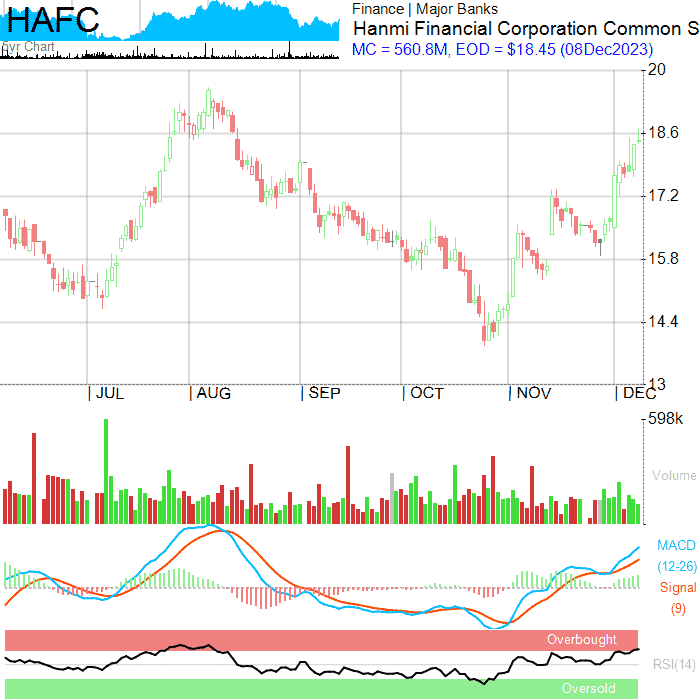 HAFC
5yr Chart
Finance | Major Banks
Hanmi Financial Corporation Common S
MC = 560.8M, EOD = $18.45 (08Dec2023)
20
18.6
17.2
15.8
14.4
13
JUL AUG SEP OCT NOV DEC
598k
Volume
MACD
(12-26)
Signal
(9)
Overbought
RSI(14)
Oversold